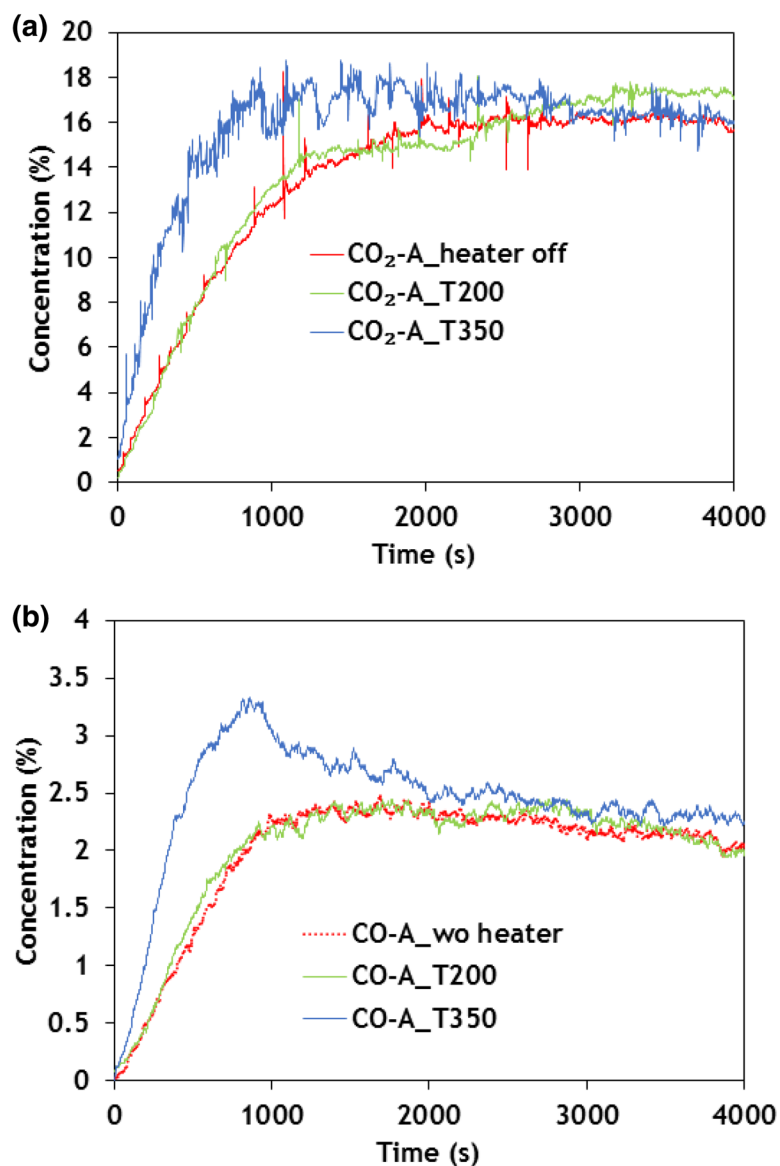 (a)
20
18
16
14
12
10
8
6
4
2
0
Concentration (%)
CO₂-A_heater off
CO₂-A_T200
CO₂-A_T350
0 1000 2000 3000 4000
Time (s)
(b)
4
3.5
3
2.5
2
1.5
1
0.5
0
Concentration (%)
CO-A_wo heater
CO-A_T200
CO-A_T350
0 1000 2000 3000 4000
Time (s)